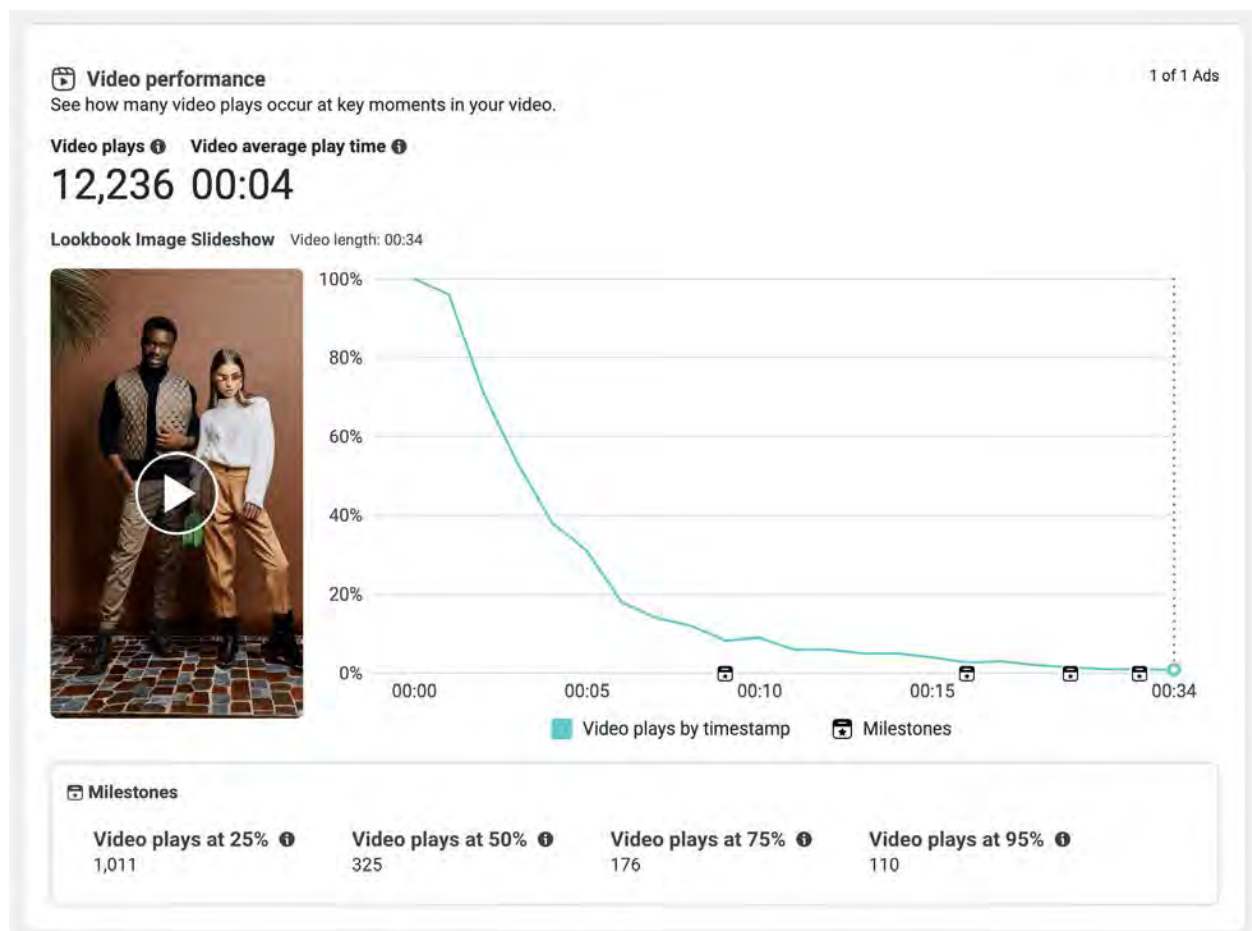 Video performance
1 of 1 Ads
See how many video plays occur at key moments in your video.
Video plays Video average play time
12,236 00:04
Lookbook Image Slideshow Video length: 00:34
100%
80%
60%
40%
20%
0%
00:00 00:05 00:10 00:15 00:34
Video plays by timestamp Milestones
Milestones
Video plays at 25% Video plays at 50% Video plays at 75% Video plays at 95%
1,011 325 176 110